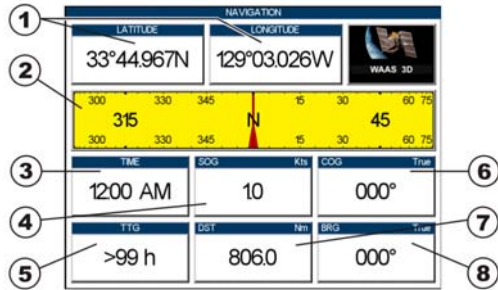 NAVIGATION
1
LATITUDE LONGITUDE
33°44.967N 129°03.026W WAAS 3D
2
300 330 345 15 30 60 75
315 N 45
300 330 345 15 30 60 75
3 TIME SOG Kts COG True 6
12:00 AM 1.0 000°
4 7
5 TTG DST Nm BRG True 8
>99 h 806.0 000°